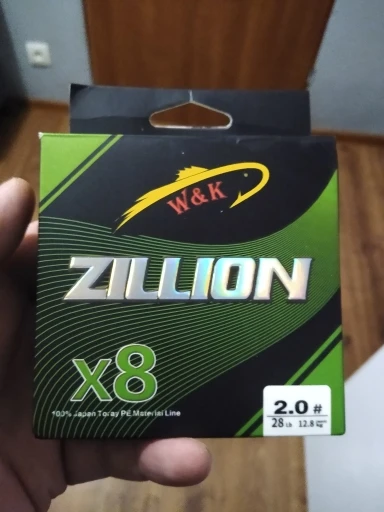 W&K
ZILLION
x8
100% Japan Toray PE Material Line
2.0 #
28 Lb 12.8 kg